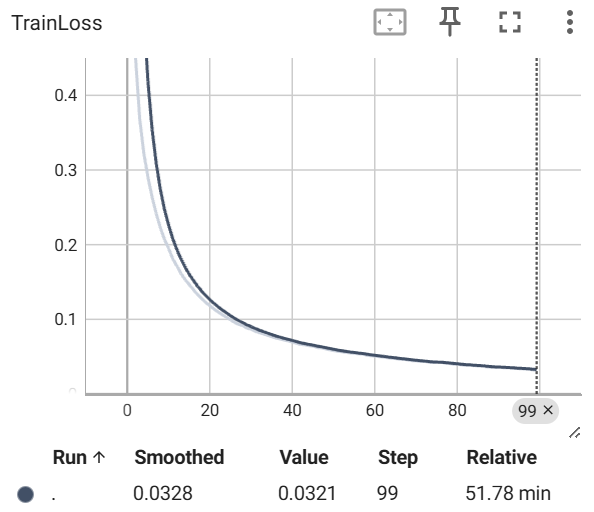 TrainLoss
0.4
0.3
0.2
0.1
0 20 40 60 80 99 ×
Run ↑ Smoothed Value Step Relative
. 0.0328 0.0321 99 51.78 min